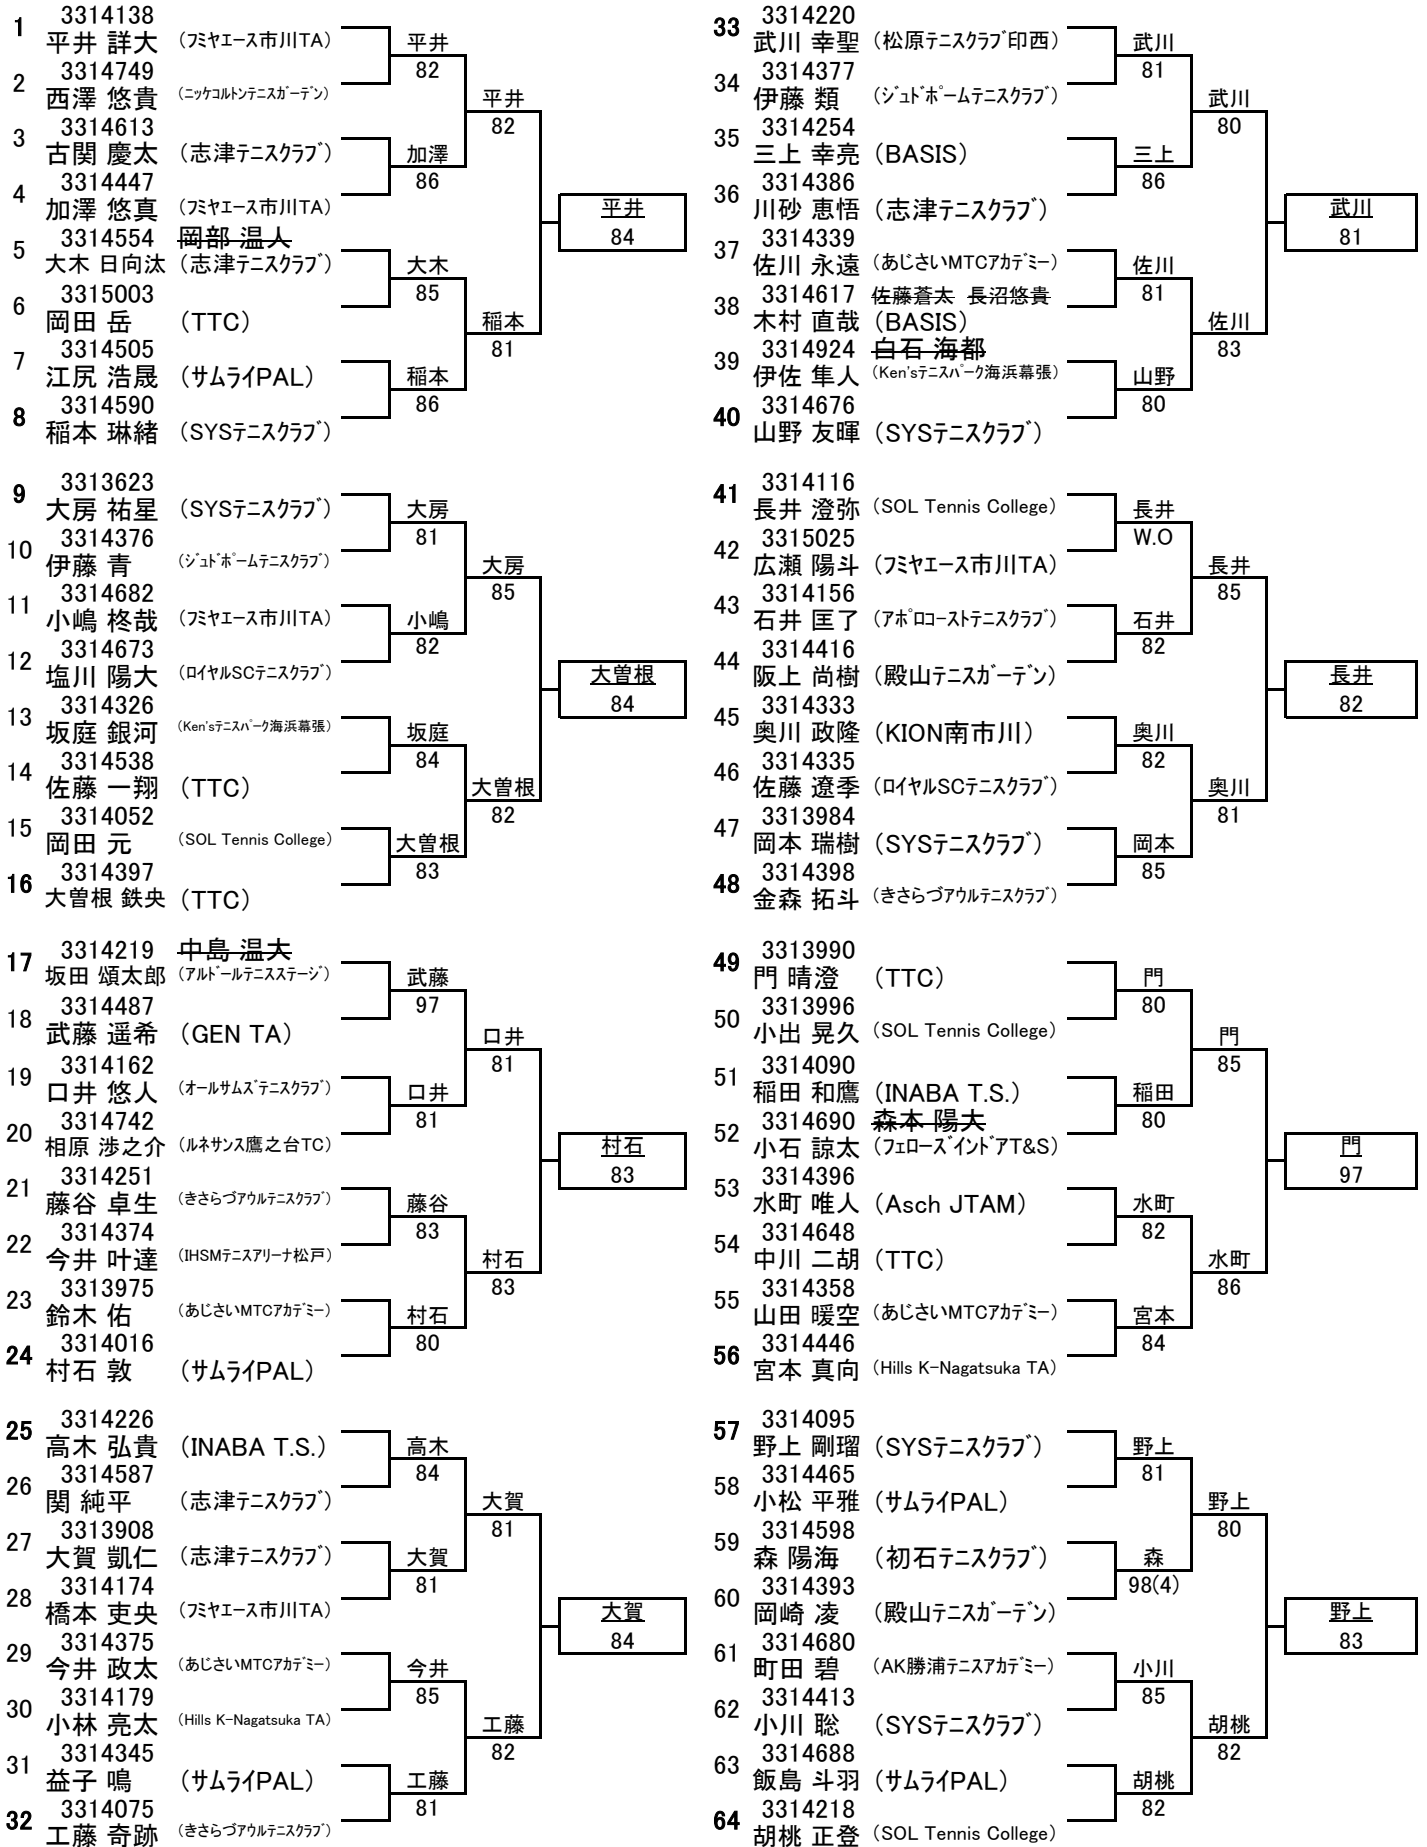 1 3314138
平井 詳大 (フミヤエース市川TA)
平井
82
2 3314749
西澤 悠貴 (ニッケコルトンテニスガーデン)
平井
82
3 3314613
古関 慶太 (志津テニスクラブ)
加澤
86
4 3314447
加澤 悠真 (フミヤエース市川TA)
平井
84
5 3314554 岡部 温人
大木 日向汰 (志津テニスクラブ)
大木
85
6 3315003
岡田 岳 (TTC)
稲本
81
7 3314505
江尻 浩晟 (サムライPAL)
稲本
86
8 3314590
稲本 琳緒 (SYSテニスクラブ)
9 3313623
大房 祐星 (SYSテニスクラブ)
大房
81
10 3314376
伊藤 青 (ジュドポームテニスクラブ)
大房
85
11 3314682
小嶋 柊哉 (フミヤエース市川TA)
小嶋
82
12 3314673
塩川 陽大 (ロイヤルSCテニスクラブ)
大曽根
84
13 3314326
坂庭 銀河 (Ken'sテニスパーク海浜幕張)
坂庭
84
14 3314538
佐藤 一翔 (TTC)
大曽根
82
15 3314052
岡田 元 (SOL Tennis College)
大曽根
83
16 3314397
大曽根 鉄央 (TTC)
17 3314219 中島 温大
坂田 頌太郎 (アルドールテニスステージ)
武藤
97
18 3314487
武藤 遥希 (GEN TA)
口井
81
19 3314162
口井 悠人 (オールサムズテニスクラブ)
口井
81
20 3314742
相原 渉之介 (ルネサンス鷹之台TC)
村石
83
21 3314251
藤谷 卓生 (きさらづアウルテニスクラブ)
藤谷
83
22 3314374
今井 叶達 (IHSMテニスアリーナ松戸)
村石
83
23 3313975
鈴木 佑 (あじさいMTCアカデミー)
村石
80
24 3314016
村石 敦 (サムライPAL)
25 3314226
高木 弘貴 (INABA T.S.)
高木
84
26 3314587
関 純平 (志津テニスクラブ)
大賀
81
27 3313908
大賀 凱仁 (志津テニスクラブ)
大賀
81
28 3314174
橋本 吏央 (フミヤエース市川TA)
大賀
84
29 3314375
今井 政太 (あじさいMTCアカデミー)
今井
85
30 3314179
小林 亮太 (Hills K-Nagatsuka TA)
工藤
82
31 3314345
益子 鳴 (サムライPAL)
工藤
81
32 3314075
工藤 奇跡 (きさらづアウルテニスクラブ)
33 3314220
武川 幸聖 (松原テニスクラブ印西)
武川
81
34 3314377
伊藤 類 (ジュドポームテニスクラブ)
武川
80
35 3314254
三上 幸亮 (BASIS)
三上
86
36 3314386
川砂 恵悟 (志津テニスクラブ)
武川
81
37 3314339
佐川 永遠 (あじさいMTCアカデミー)
佐川
81
38 3314617 佐藤蒼太 長沼悠貴
木村 直哉 (BASIS)
佐川
83
39 3314924 白石 海都
伊佐 隼人 (Ken'sテニスパーク海浜幕張)
山野
80
40 3314676
山野 友暉 (SYSテニスクラブ)
41 3314116
長井 澄弥 (SOL Tennis College)
長井
W.O
42 3315025
広瀬 陽斗 (フミヤエース市川TA)
長井
85
43 3314156
石井 匡了 (アポロコーストテニスクラブ)
石井
82
44 3314416
阪上 尚樹 (殿山テニスガーデン)
長井
82
45 3314333
奥川 政隆 (KION南市川)
奥川
82
46 3314335
佐藤 遼季 (ロイヤルSCテニスクラブ)
奥川
81
47 3313984
岡本 瑞樹 (SYSテニスクラブ)
岡本
85
48 3314398
金森 拓斗 (きさらづアウルテニスクラブ)
49 3313990
門 晴澄 (TTC)
門
80
50 3313996
小出 晃久 (SOL Tennis College)
門
85
51 3314090
稲田 和鷹 (INABA T.S.)
稲田
80
52 3314690 森本 陽大
小石 諒太 (フェローズインドアT&S)
門
97
53 3314396
水町 唯人 (Asch JTAM)
水町
82
54 3314648
中川 二胡 (TTC)
水町
86
55 3314358
山田 暖空 (あじさいMTCアカデミー)
宮本
84
56 3314446
宮本 真向 (Hills K-Nagatsuka TA)
57 3314095
野上 剛瑠 (SYSテニスクラブ)
野上
81
58 3314465
小松 平雅 (サムライPAL)
野上
80
59 3314598
森 陽海 (初石テニスクラブ)
森
98(4)
60 3314393
岡崎 凌 (殿山テニスガーデン)
野上
83
61 3314680
町田 碧 (AK勝浦テニスアカデミー)
小川
85
62 3314413
小川 聡 (SYSテニスクラブ)
胡桃
82
63 3314688
飯島 斗羽 (サムライPAL)
胡桃
82
64 3314218
胡桃 正登 (SOL Tennis College)